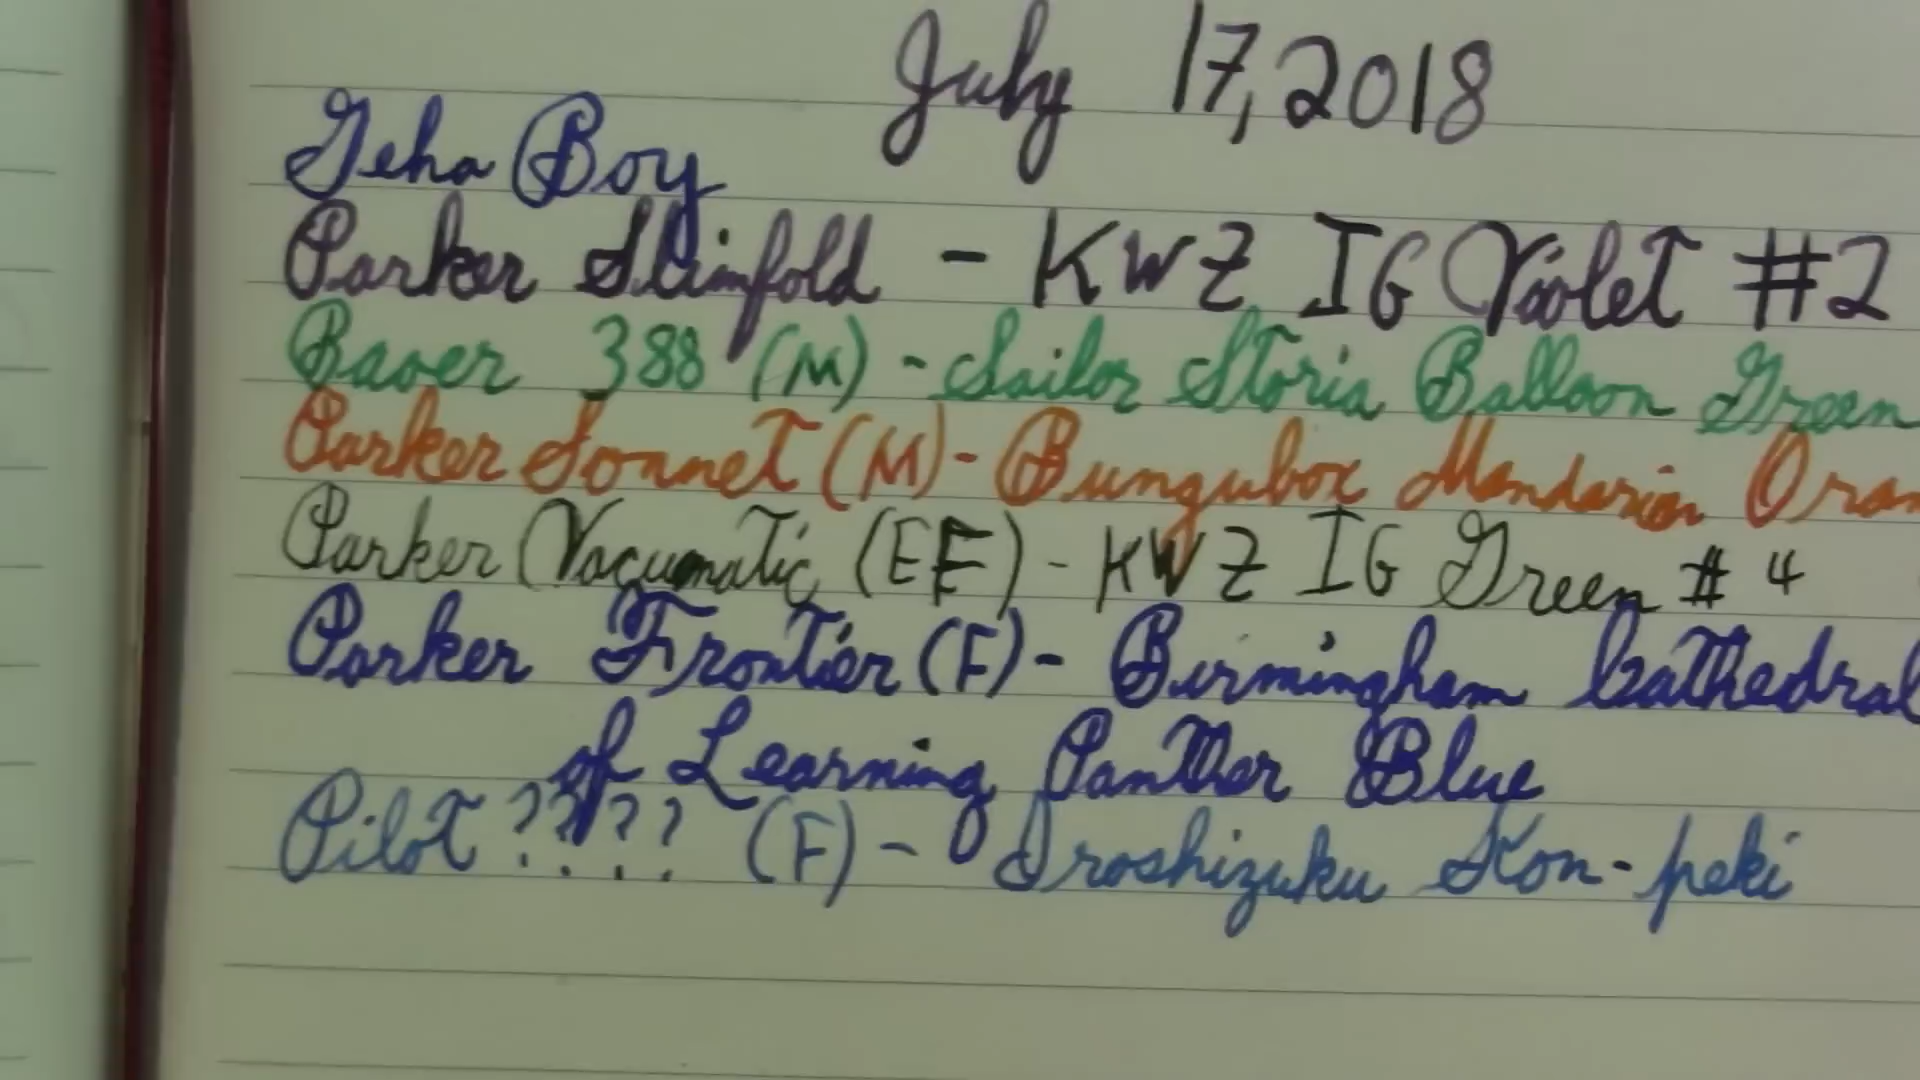 July 17, 2018
Geha Boy
Parker Slimfold - KWZ IG Violet #2
Baoer 388 (M) - Sailor Storia Balloon Green
Parker Sonnet (M) - Bungubox Mandarion Oran
Parker Vacumatic (EF) - KWZ IG Green #4
Parker Frontier (F) - Birmingham Cathedral
of Learning Panther Blue
Pilot ???? (F) - Iroshizuku Kon-peki